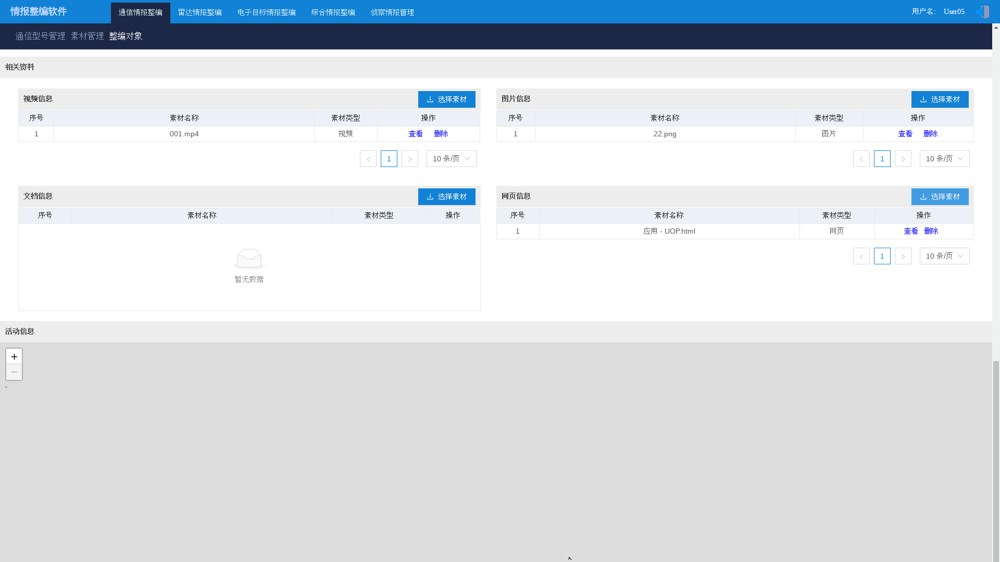 情报整编软件 通信情报整编 雷达情报整编 电子目标情报整编 综合情报整编 侦察情报管理 用户名： User05
通信型号管理 素材管理 整编对象
相关资料
视频信息 选择素材
序号 素材名称 素材类型 操作
1 001.mp4 视频 查看 删除
< 1 > 10 条/页
图片信息 选择素材
序号 素材名称 素材类型 操作
1 22.png 图片 查看 删除
< 1 > 10 条/页
文档信息 选择素材
序号 素材名称 素材类型 操作
暂无数据
网页信息 选择素材
序号 素材名称 素材类型 操作
1 应用 - UOP.html 网页 查看 删除
< 1 > 10 条/页
活动信息
+
−